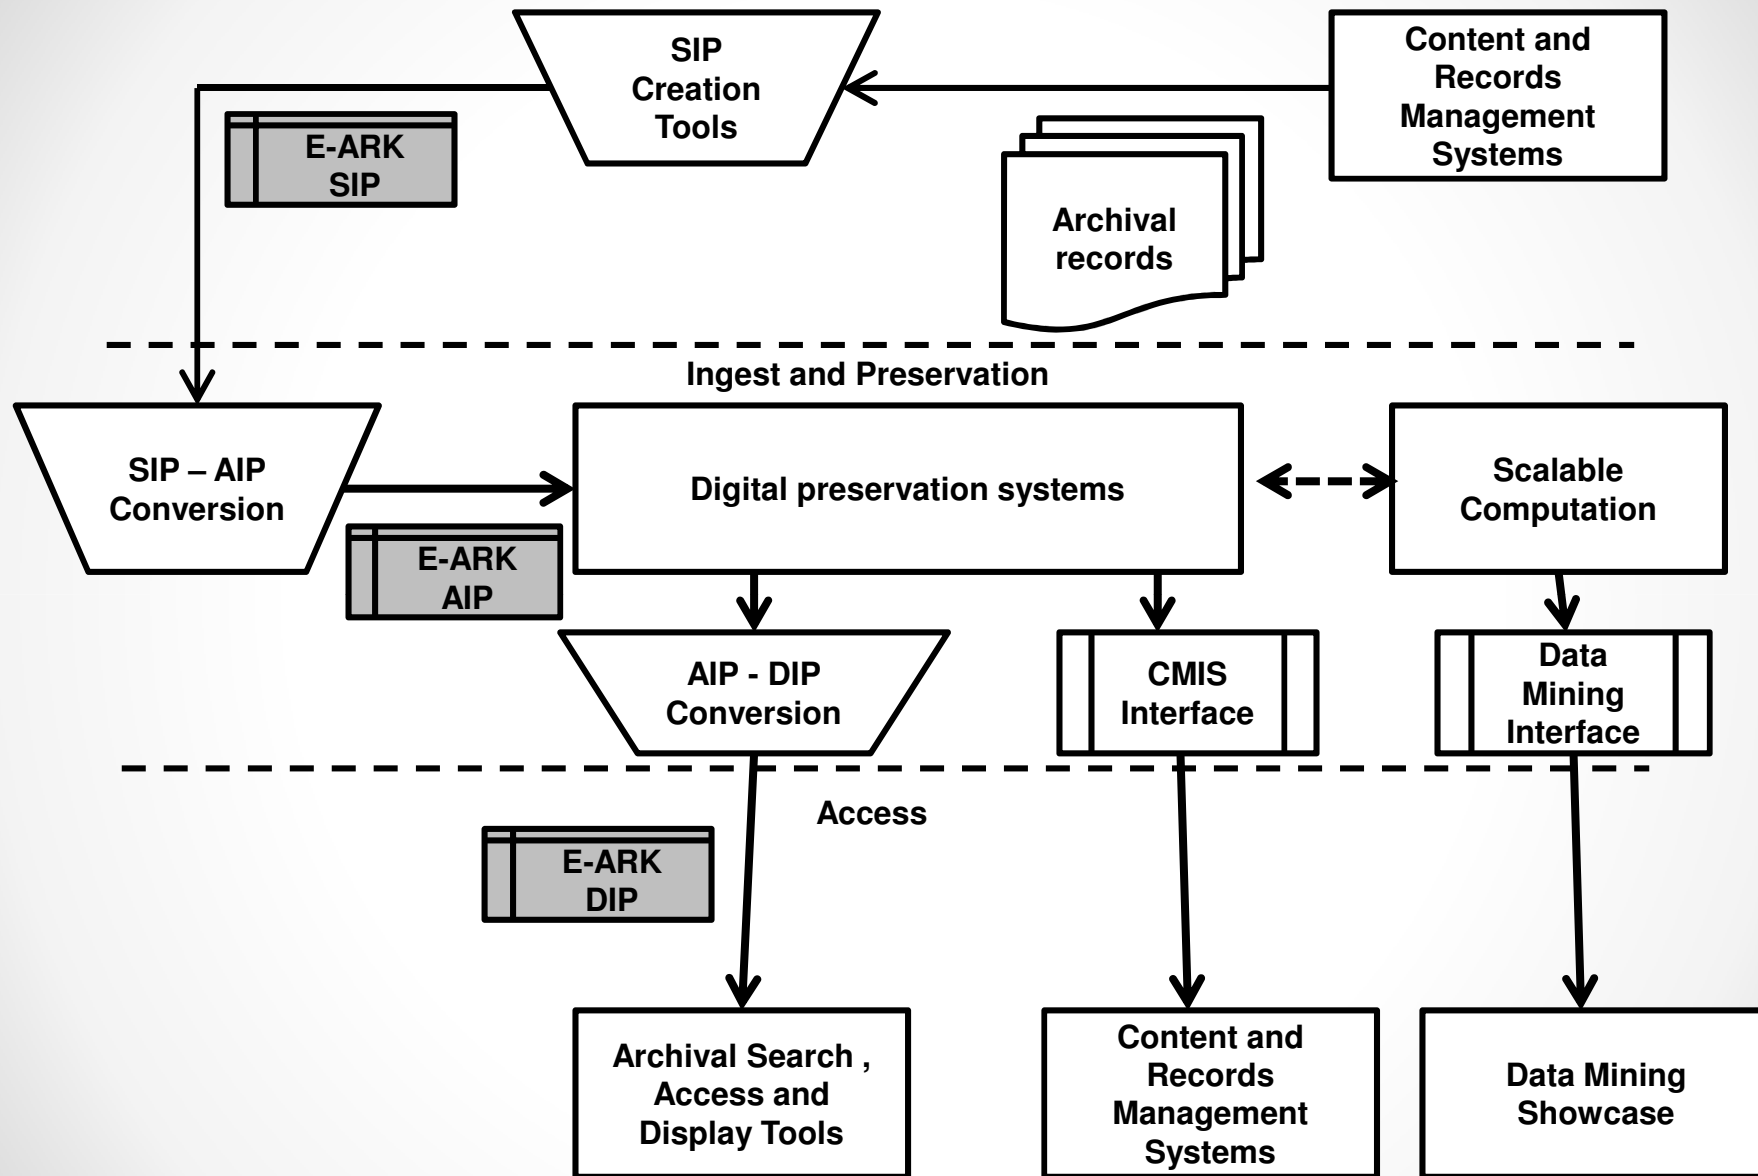 SIP
Creation
Tools
Content and
Records
Management
Systems
E-ARK
SIP
Archival
records
Ingest and Preservation
SIP – AIP
Conversion
Digital preservation systems
Scalable
Computation
E-ARK
AIP
AIP - DIP
Conversion
CMIS
Interface
Data
Mining
Interface
Access
E-ARK
DIP
Archival Search ,
Access and
Display Tools
Content and
Records
Management
Systems
Data Mining
Showcase